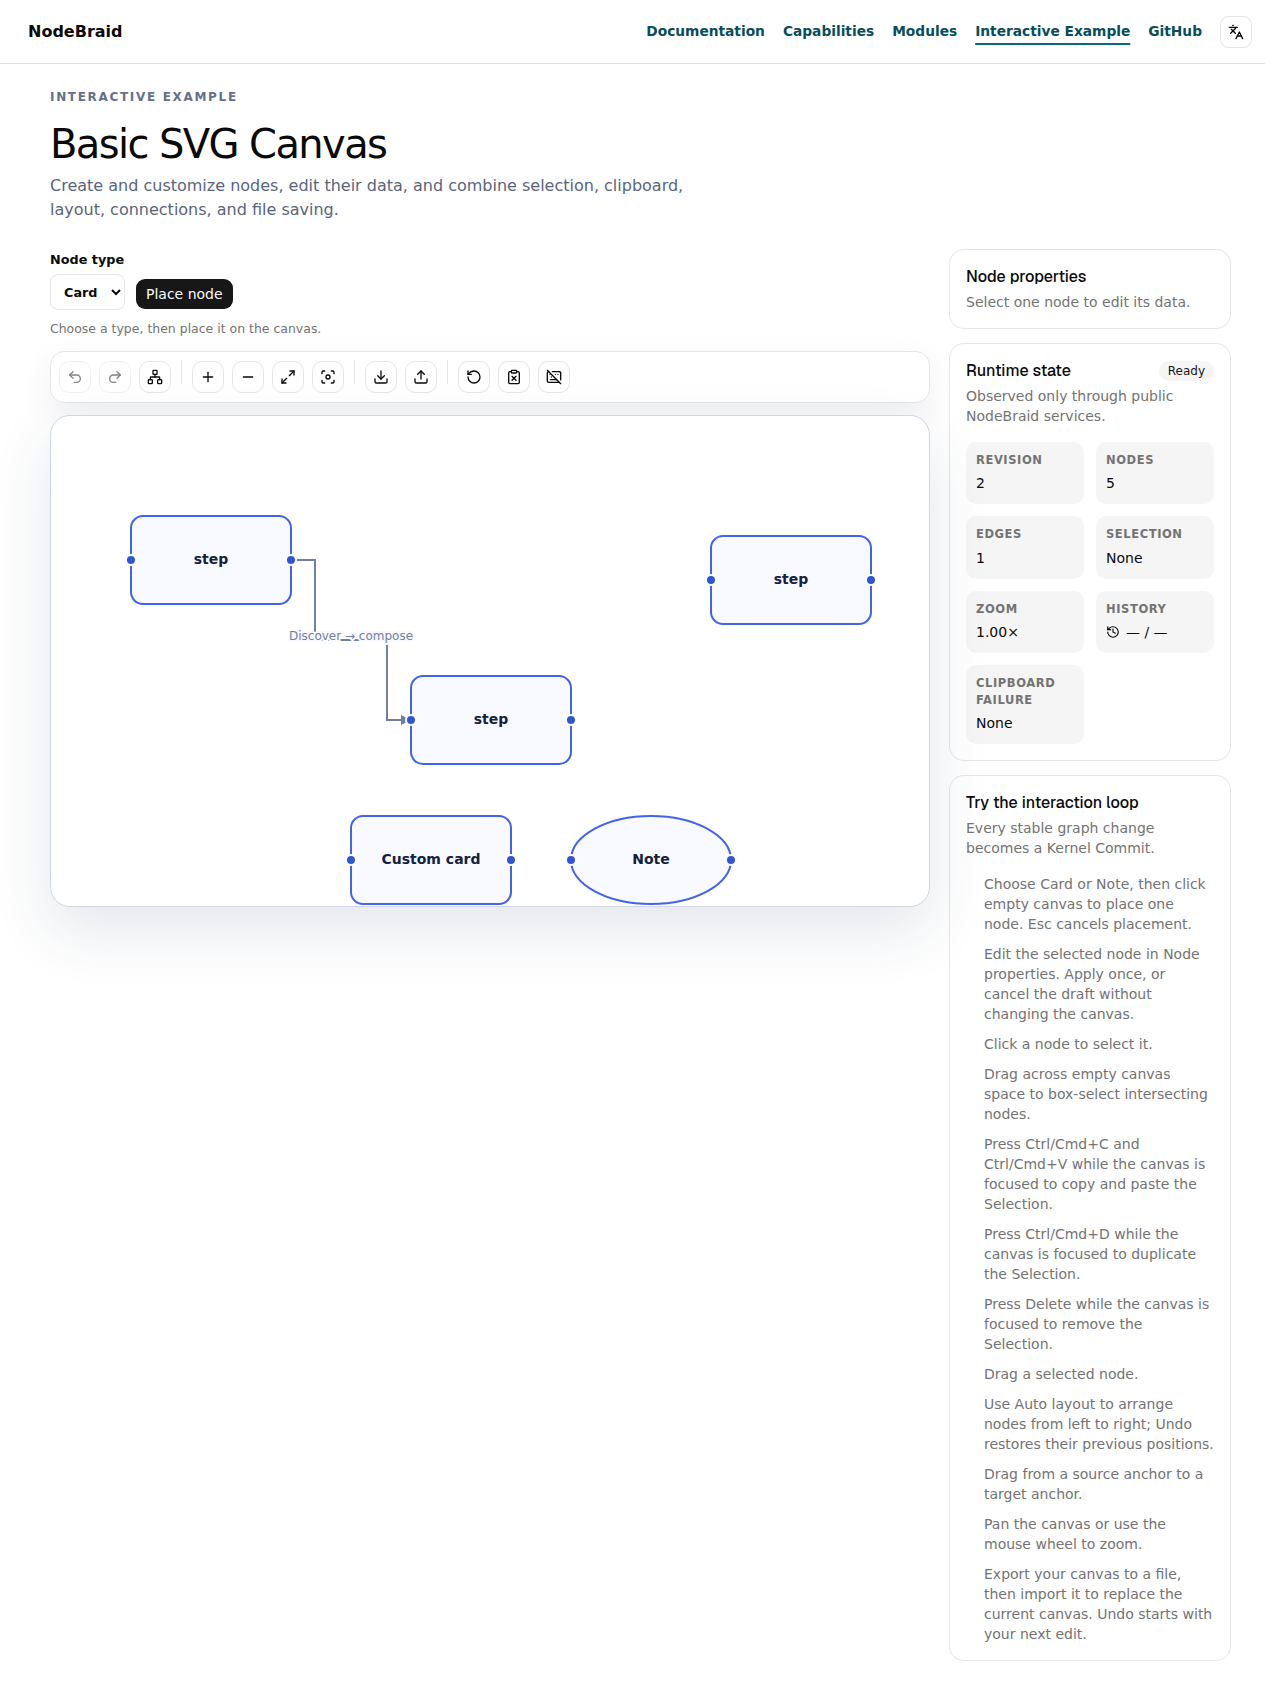 NodeBraid
Documentation Capabilities Modules Interactive Example GitHub
INTERACTIVE EXAMPLE
Basic SVG Canvas
Create and customize nodes, edit their data, and combine selection, clipboard,
layout, connections, and file saving.
Node type
Card
Place node
Choose a type, then place it on the canvas.
step
step
Discover → compose
step
Custom card
Note
Node properties
Select one node to edit its data.
Runtime state
Ready
Observed only through public
NodeBraid services.
REVISION
2
NODES
5
EDGES
1
SELECTION
None
ZOOM
1.00×
HISTORY
— / —
CLIPBOARD
FAILURE
None
Try the interaction loop
Every stable graph change
becomes a Kernel Commit.
Choose Card or Note, then click
empty canvas to place one
node. Esc cancels placement.
Edit the selected node in Node
properties. Apply once, or
cancel the draft without
changing the canvas.
Click a node to select it.
Drag across empty canvas
space to box-select intersecting
nodes.
Press Ctrl/Cmd+C and
Ctrl/Cmd+V while the canvas is
focused to copy and paste the
Selection.
Press Ctrl/Cmd+D while the
canvas is focused to duplicate
the Selection.
Press Delete while the canvas is
focused to remove the
Selection.
Drag a selected node.
Use Auto layout to arrange
nodes from left to right; Undo
restores their previous positions.
Drag from a source anchor to a
target anchor.
Pan the canvas or use the
mouse wheel to zoom.
Export your canvas to a file,
then import it to replace the
current canvas. Undo starts with
your next edit.